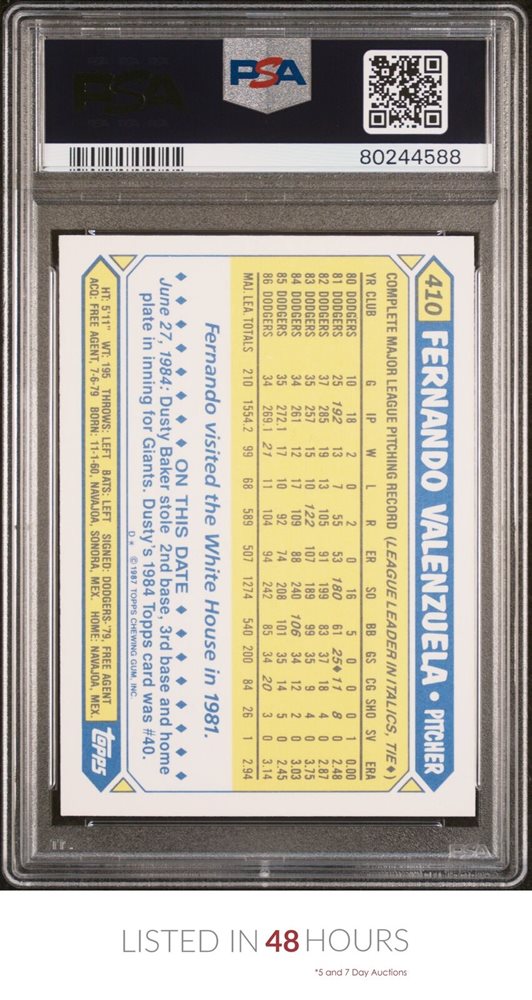 PSA
80244588
410 FERNANDO VALENZUELA • PITCHER
COMPLETE MAJOR LEAGUE PITCHING RECORD (LEAGUE LEADER IN ITALICS, TIE ♦)
YR CLUB G IP W L R ER SO BB GS CG SHO SV ERA
80 DODGERS 10 18 2 0 2 0 16 5 0 0 0 1 0.00
81 DODGERS 25 192 13 7 55 53 180 61 25♦ 11 8 0 2.48
82 DODGERS 37 285 19 13 105 91 199 83 37 18 4 0 2.87
83 DODGERS 35 257 15 10 122 107 189 99 35 9 4 0 3.75
84 DODGERS 34 261 12 17 109 88 240 106 34 12 2 0 3.03
85 DODGERS 35 272.1 17 10 92 74 208 101 35 14 5 0 2.45
86 DODGERS 34 269.1 21 11 104 94 242 85 34 20 3 0 3.14
MAJ. LEA. TOTALS 210 1554.2 99 68 589 507 1274 540 200 84 26 1 2.94
Fernando visited the White House in 1981.
♦ ♦ ♦ ♦ ♦ ♦ ON THIS DATE ♦ ♦ ♦ ♦ ♦ ♦
June 27, 1984: Dusty Baker stole 2nd base, 3rd base and home
plate in inning for Giants. Dusty's 1984 Topps card was #40.
D* © 1987 TOPPS CHEWING GUM, INC
HT: 5'11" WT: 195 THROWS: LEFT BATS: LEFT SIGNED: DODGERS-'79, FREE AGENT
ACQ: FREE AGENT, 7-6-79 BORN: 11-1-60, NAVAJOA, SONORA, MEX. HOME: NAVAJOA, MEX.
topps
PSA
LISTED IN 48 HOURS
*5 and 7 Day Auctions